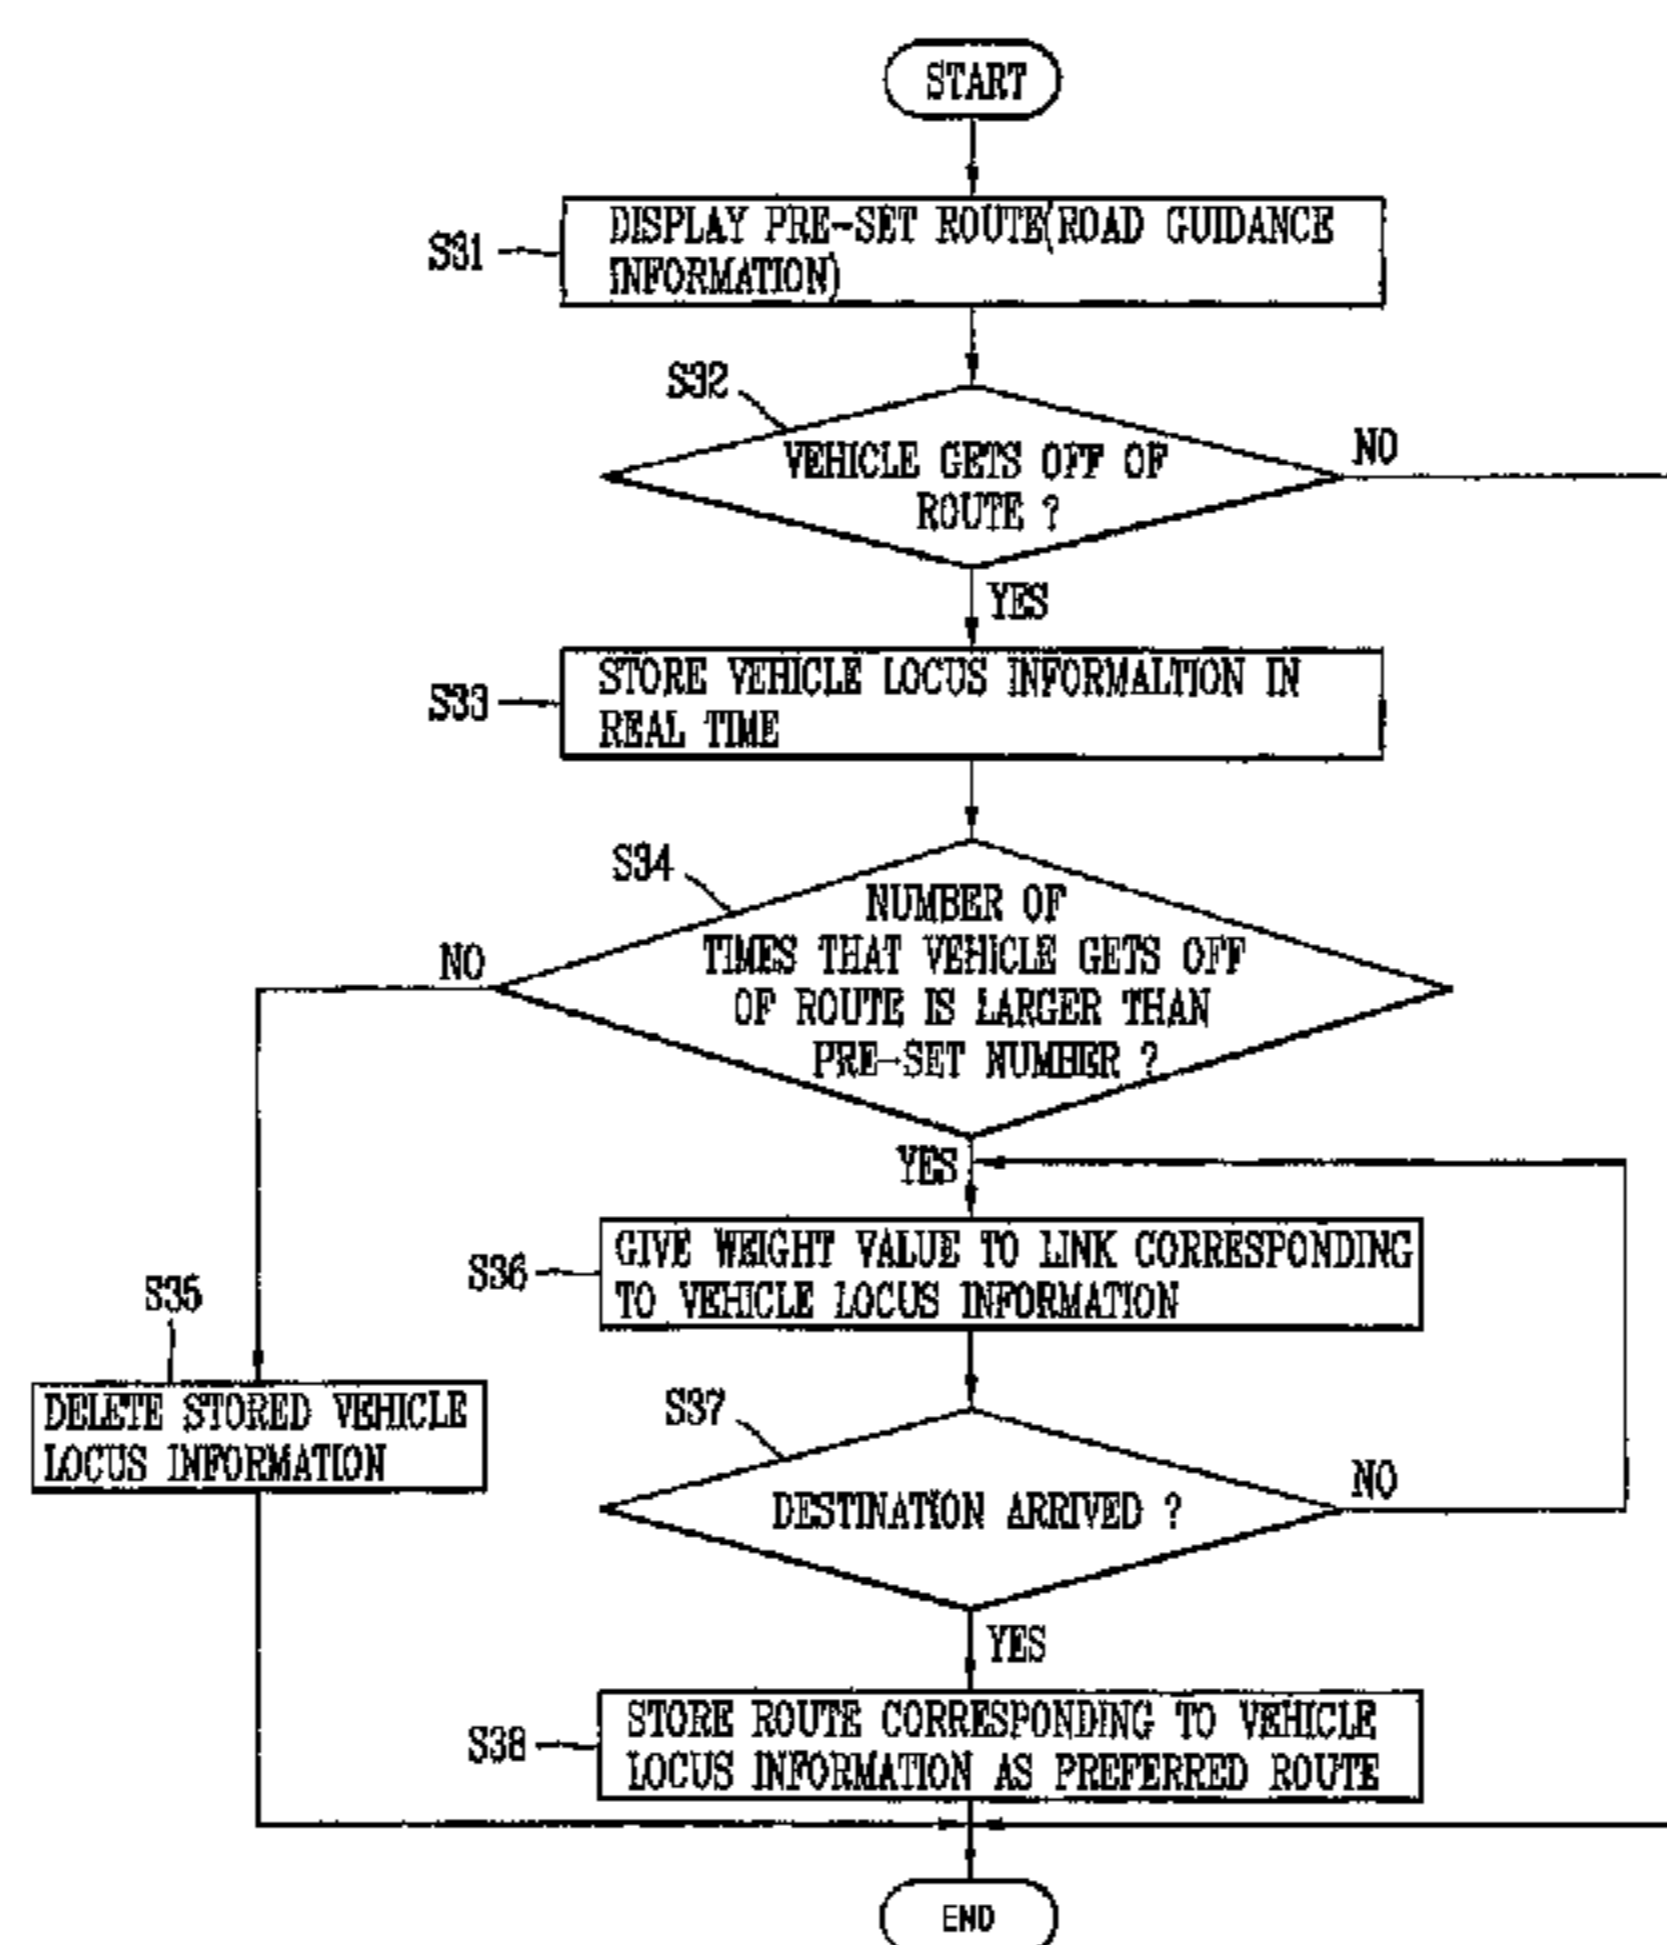 START
S31
DISPLAY PRE-SET ROUTE(ROAD GUIDANCE
INFORMATION)
S32
VEHICLE GETS OFF OF
ROUTE ?
NO
YES
S33
STORE VEHICLE LOCUS INFORMALTION IN
REAL TIME
S34
NUMBER OF
TIMES THAT VEHICLE GETS OFF
OF ROUTE IS LARGER THAN
PRE-SET NUMBER ?
NO
YES
S36
GIVE WEIGHT VALUE TO LINK CORRESPONDING
TO VEHICLE LOCUS INFORMATION
S35
DELETE STORED VEHICLE
LOCUS INFORMATION
S37
DESTINATION ARRIVED ?
NO
YES
S38
STORE ROUTE CORRESPONDING TO VEHICLE
LOCUS INFORMATION AS PREFERRED ROUTE
END